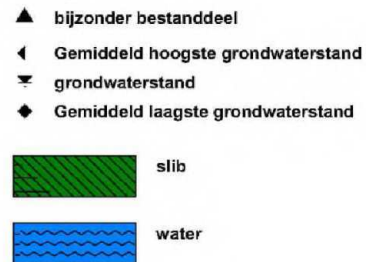 bijzonder bestanddeel
Gemiddeld hoogste grondwaterstand
grondwaterstand
Gemiddeld laagste grondwaterstand
slib
water